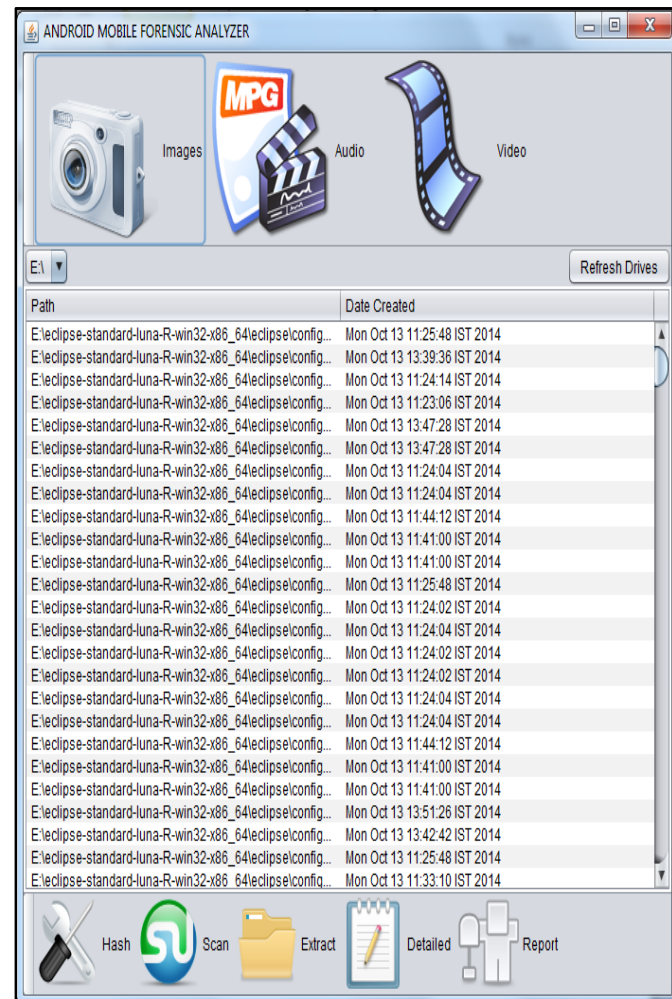 ANDROID MOBILE FORENSIC ANALYZER
Images
MPG
Audio
Video
E:\
Refresh Drives
Path Date Created
E:\eclipse-standard-luna-R-win32-x86_64\eclipse\config... Mon Oct 13 11:25:48 IST 2014
E:\eclipse-standard-luna-R-win32-x86_64\eclipse\config... Mon Oct 13 13:39:36 IST 2014
E:\eclipse-standard-luna-R-win32-x86_64\eclipse\config... Mon Oct 13 11:24:14 IST 2014
E:\eclipse-standard-luna-R-win32-x86_64\eclipse\config... Mon Oct 13 11:23:06 IST 2014
E:\eclipse-standard-luna-R-win32-x86_64\eclipse\config... Mon Oct 13 13:47:28 IST 2014
E:\eclipse-standard-luna-R-win32-x86_64\eclipse\config... Mon Oct 13 13:47:28 IST 2014
E:\eclipse-standard-luna-R-win32-x86_64\eclipse\config... Mon Oct 13 11:24:04 IST 2014
E:\eclipse-standard-luna-R-win32-x86_64\eclipse\config... Mon Oct 13 11:24:04 IST 2014
E:\eclipse-standard-luna-R-win32-x86_64\eclipse\config... Mon Oct 13 11:44:12 IST 2014
E:\eclipse-standard-luna-R-win32-x86_64\eclipse\config... Mon Oct 13 11:41:00 IST 2014
E:\eclipse-standard-luna-R-win32-x86_64\eclipse\config... Mon Oct 13 11:41:00 IST 2014
E:\eclipse-standard-luna-R-win32-x86_64\eclipse\config... Mon Oct 13 11:25:48 IST 2014
E:\eclipse-standard-luna-R-win32-x86_64\eclipse\config... Mon Oct 13 11:24:02 IST 2014
E:\eclipse-standard-luna-R-win32-x86_64\eclipse\config... Mon Oct 13 11:24:04 IST 2014
E:\eclipse-standard-luna-R-win32-x86_64\eclipse\config... Mon Oct 13 11:24:02 IST 2014
E:\eclipse-standard-luna-R-win32-x86_64\eclipse\config... Mon Oct 13 11:24:02 IST 2014
E:\eclipse-standard-luna-R-win32-x86_64\eclipse\config... Mon Oct 13 11:24:04 IST 2014
E:\eclipse-standard-luna-R-win32-x86_64\eclipse\config... Mon Oct 13 11:24:04 IST 2014
E:\eclipse-standard-luna-R-win32-x86_64\eclipse\config... Mon Oct 13 11:44:12 IST 2014
E:\eclipse-standard-luna-R-win32-x86_64\eclipse\config... Mon Oct 13 11:41:00 IST 2014
E:\eclipse-standard-luna-R-win32-x86_64\eclipse\config... Mon Oct 13 11:41:00 IST 2014
E:\eclipse-standard-luna-R-win32-x86_64\eclipse\config... Mon Oct 13 13:51:26 IST 2014
E:\eclipse-standard-luna-R-win32-x86_64\eclipse\config... Mon Oct 13 13:42:42 IST 2014
E:\eclipse-standard-luna-R-win32-x86_64\eclipse\config... Mon Oct 13 11:25:48 IST 2014
E:\eclipse-standard-luna-R-win32-x86_64\eclipse\config... Mon Oct 13 11:33:10 IST 2014
Hash
Scan
Extract
Detailed
Report